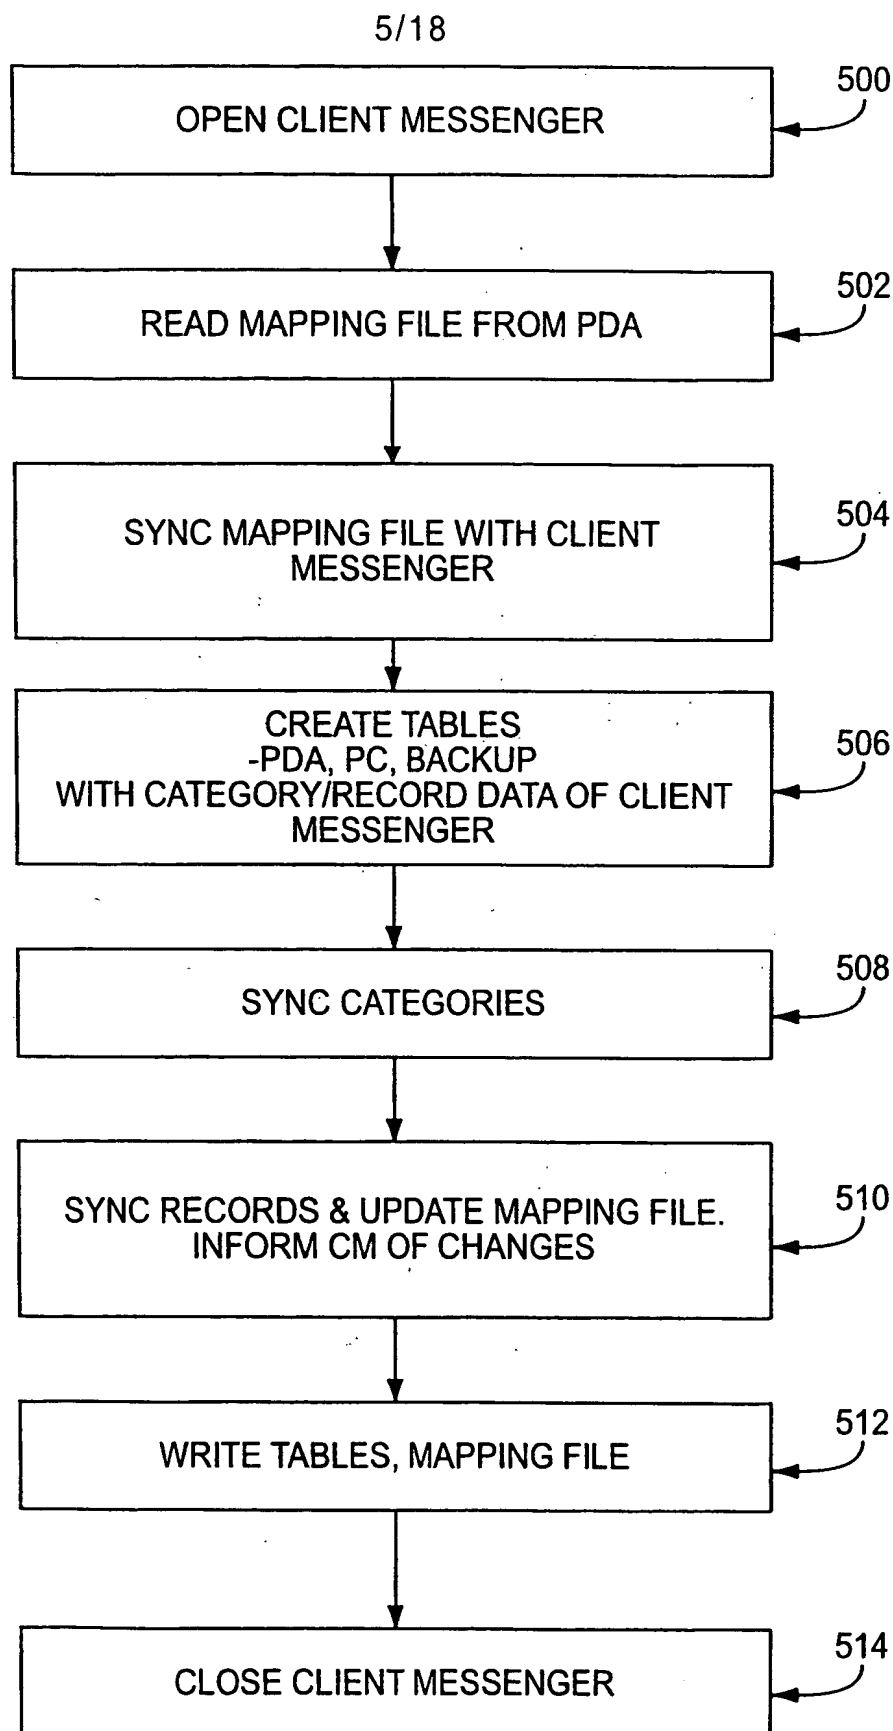 5/18
OPEN CLIENT MESSENGER
500
READ MAPPING FILE FROM PDA
502
SYNC MAPPING FILE WITH CLIENT
MESSENGER
504
CREATE TABLES
-PDA, PC, BACKUP
WITH CATEGORY/RECORD DATA OF CLIENT
MESSENGER
506
SYNC CATEGORIES
508
SYNC RECORDS & UPDATE MAPPING FILE.
INFORM CM OF CHANGES
510
WRITE TABLES, MAPPING FILE
512
CLOSE CLIENT MESSENGER
514